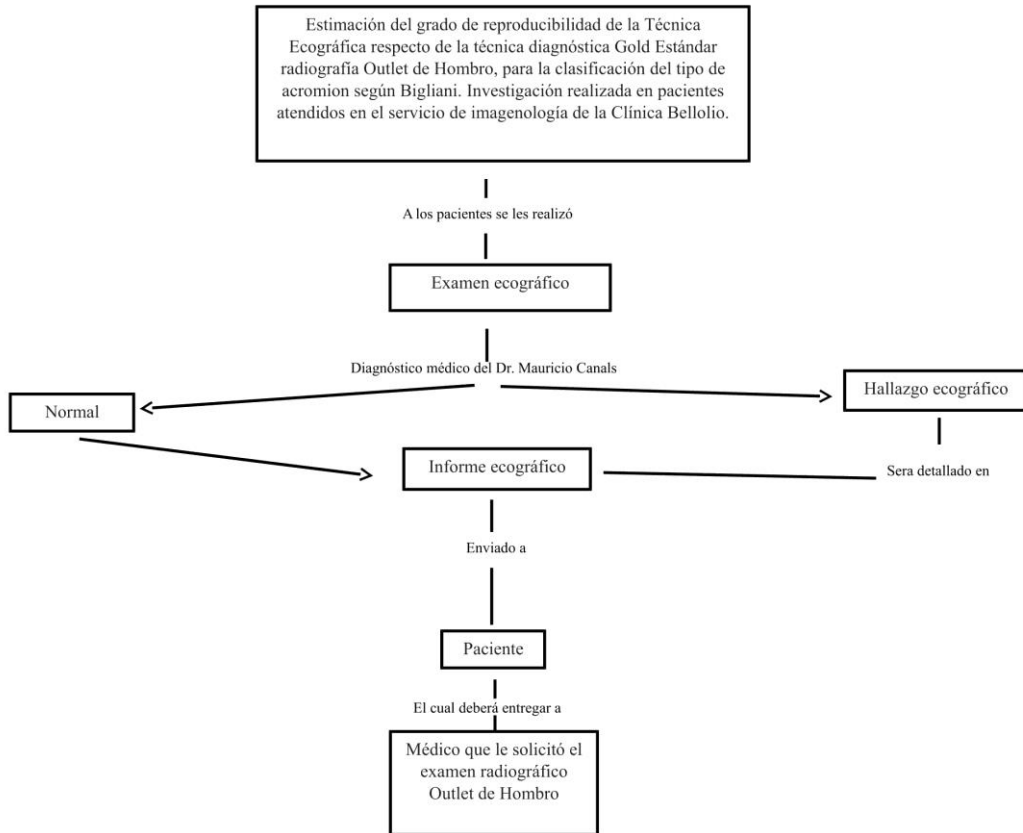 Estimación del grado de reproducibilidad de la Técnica
Ecográfica respecto de la técnica diagnóstica Gold Estándar
radiografía Outlet de Hombro, para la clasificación del tipo de
acromion según Bigliani. Investigación realizada en pacientes
atendidos en el servicio de imagenología de la Clínica Bellolio.
A los pacientes se les realizó
Examen ecográfico
Diagnóstico médico del Dr. Mauricio Canals
Normal
Hallazgo ecográfico
Informe ecográfico
Sera detallado en
Enviado a
Paciente
El cual deberá entregar a
Médico que le solicitó el
examen radiográfico
Outlet de Hombro